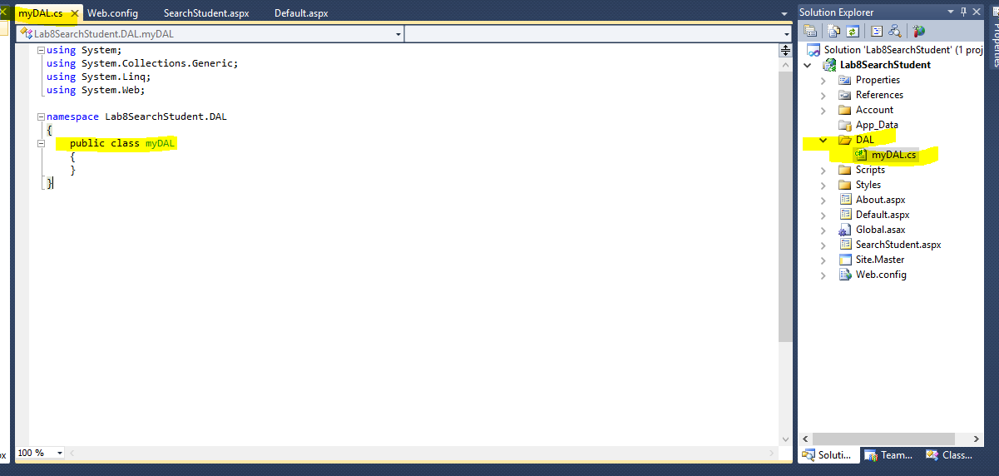 myDAL.cs Web.config SearchStudent.aspx Default.aspx
Lab8SearchStudent.DAL.myDAL
using System;
using System.Collections.Generic;
using System.Linq;
using System.Web;
namespace Lab8SearchStudent.DAL
{
public class myDAL
{
}
}
100 %
px
Solution Explorer
Solution 'Lab8SearchStudent' (1 proj
Lab8SearchStudent
Properties
References
Account
App_Data
DAL
myDAL.cs
Scripts
Styles
About.aspx
Default.aspx
Global.asax
SearchStudent.aspx
Site.Master
Web.config
Soluti... Team... Class...
Properties